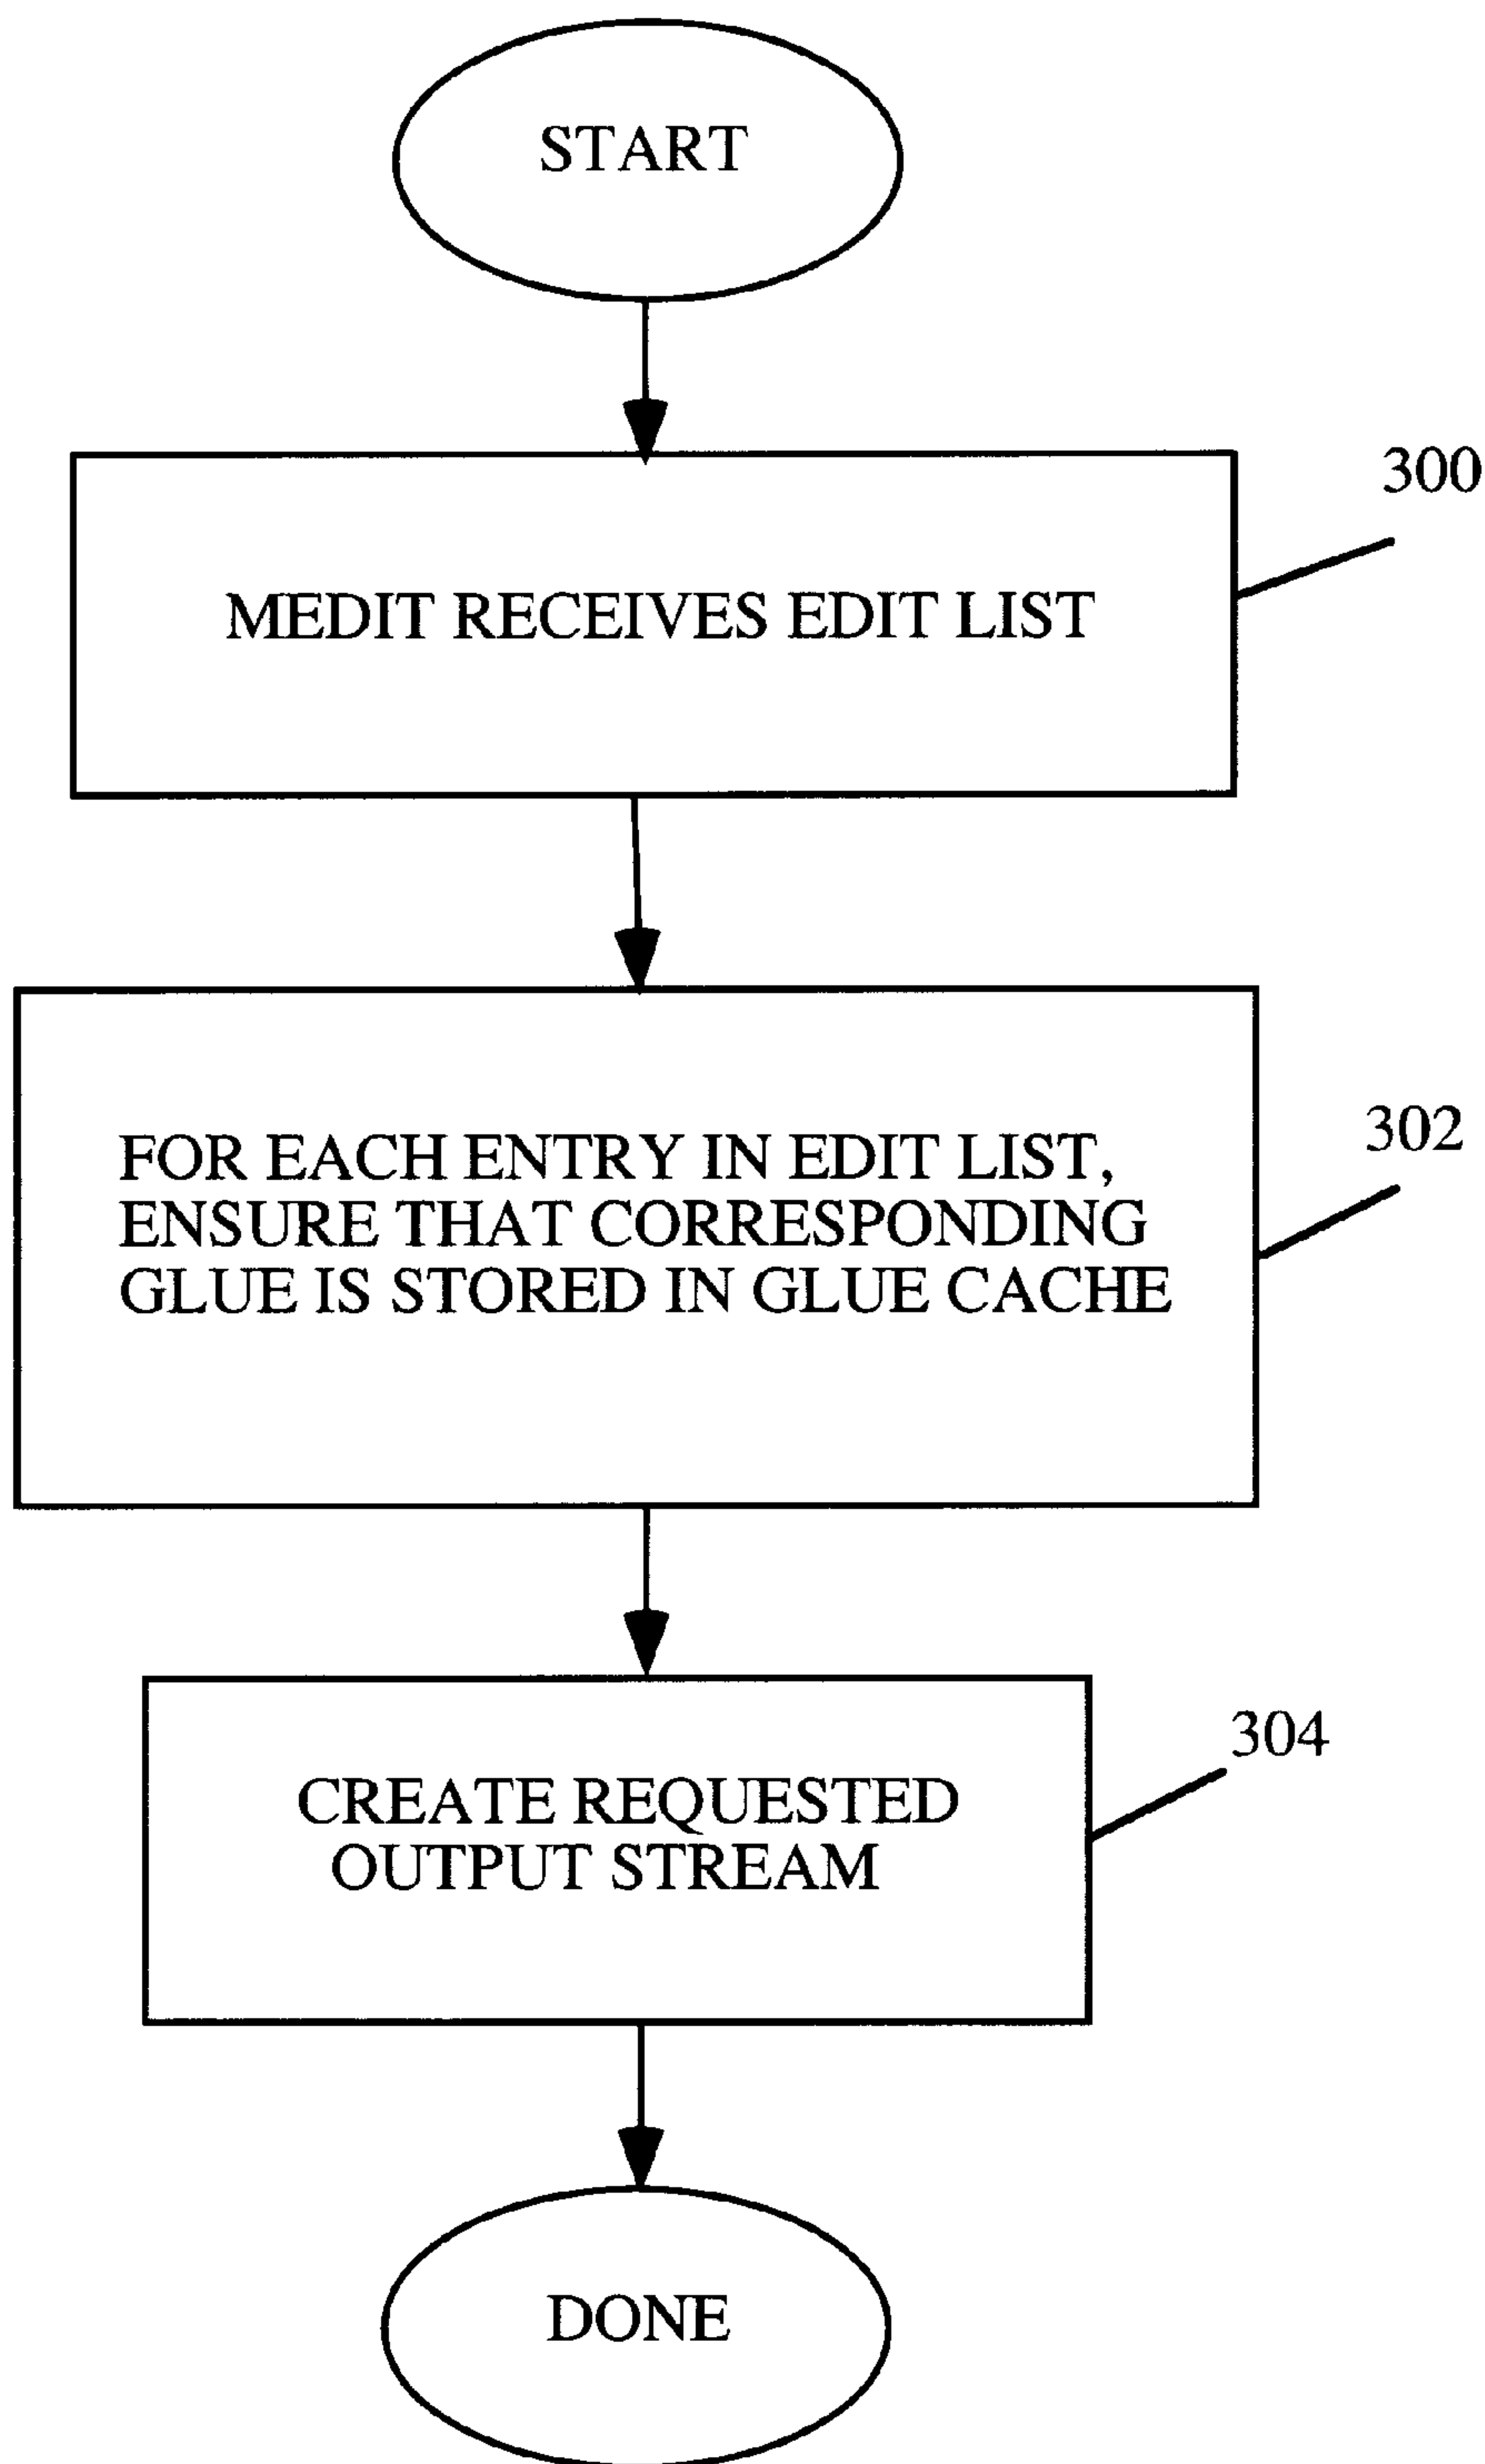 START
300
MEDIT RECEIVES EDIT LIST
302
FOR EACH ENTRY IN EDIT LIST,
ENSURE THAT CORRESPONDING
GLUE IS STORED IN GLUE CACHE
304
CREATE REQUESTED
OUTPUT STREAM
DONE